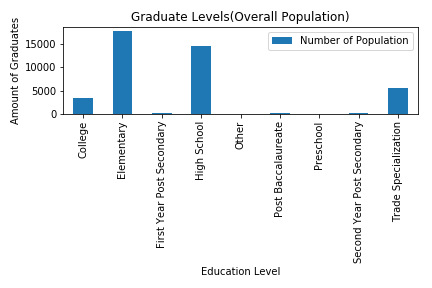 Graduate Levels(Overall Population)
Number of Population
Amount of Graduates
15000
10000
5000
0
College
Elementary
First Year Post Secondary
High School
Other
Post Baccalaureate
Preschool
Second Year Post Secondary
Trade Specialization
Education Level